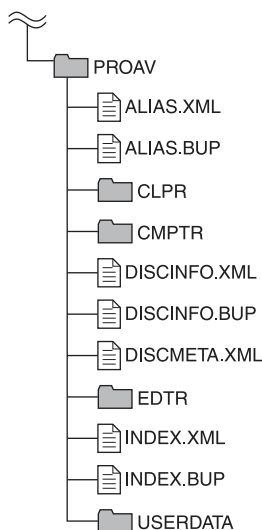 PROAV
ALIAS.XML
ALIAS.BUP
CLPR
CMPTR
DISCINFO.XML
DISCINFO.BUP
DISCMETA.XML
EDTR
INDEX.XML
INDEX.BUP
USERDATA